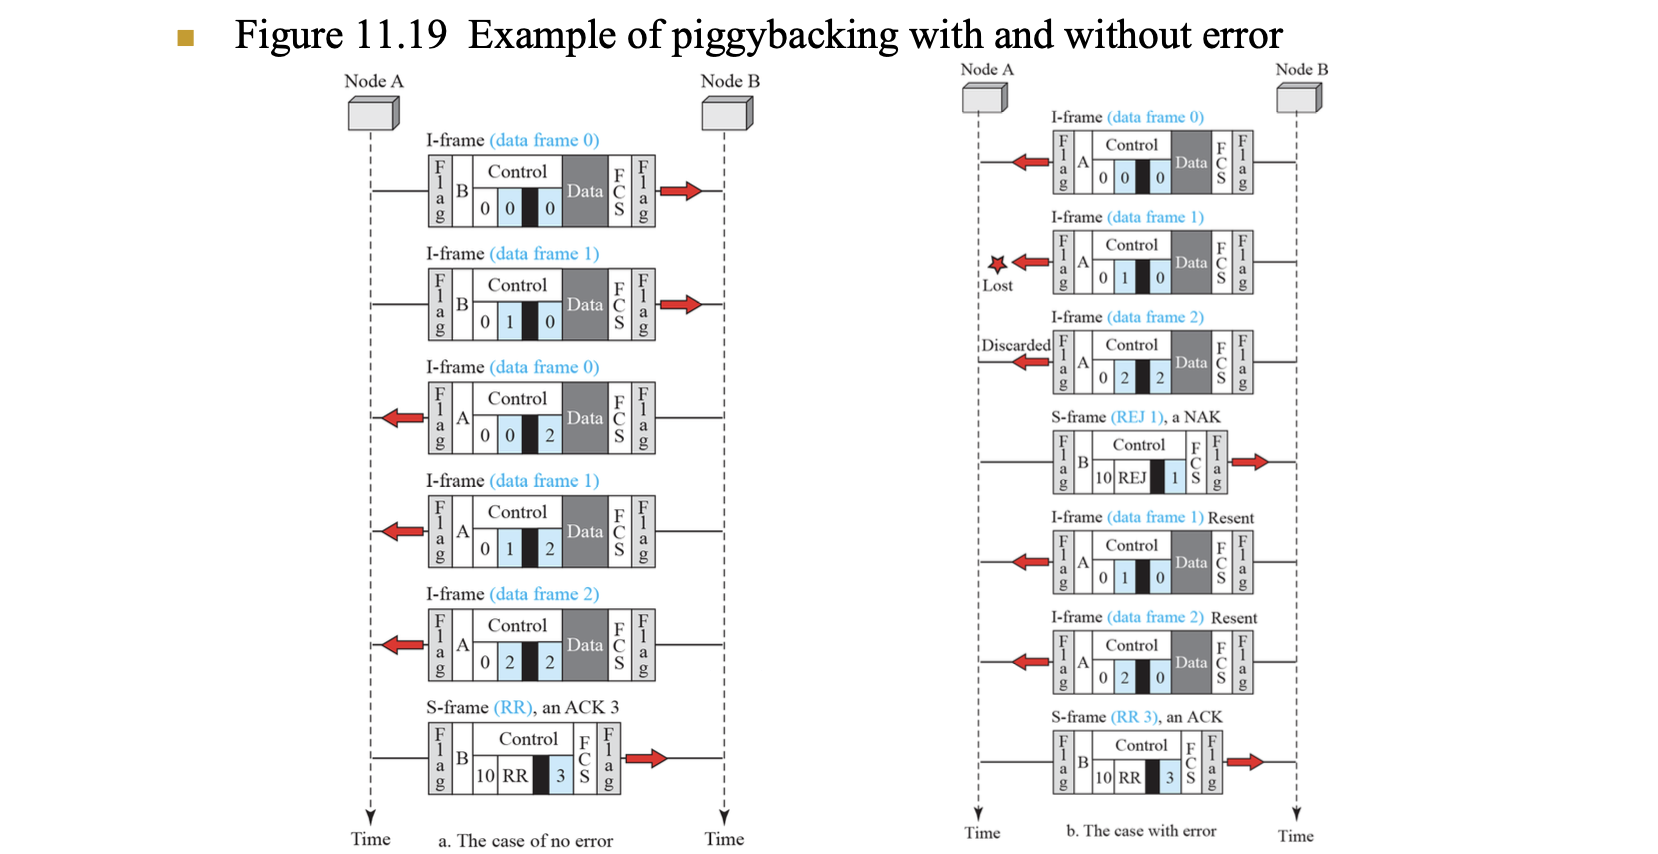 Figure 11.19 Example of piggybacking with and without error
Node A
Node B
I-frame (data frame 0)
Flag B Control 0 0 0 Data FCS Flag
I-frame (data frame 1)
Flag B Control 0 1 0 Data FCS Flag
I-frame (data frame 0)
Flag A Control 0 0 2 Data FCS Flag
I-frame (data frame 1)
Flag A Control 0 1 2 Data FCS Flag
I-frame (data frame 2)
Flag A Control 0 2 2 Data FCS Flag
S-frame (RR), an ACK 3
Flag B Control 10 RR 3 FCS Flag
Time
Time
a. The case of no error
Node A
Node B
I-frame (data frame 0)
Flag A Control 0 0 0 Data FCS Flag
I-frame (data frame 1)
Lost
Flag A Control 0 1 0 Data FCS Flag
I-frame (data frame 2)
Discarded
Flag A Control 0 2 2 Data FCS Flag
S-frame (REJ 1), a NAK
Flag B Control 10 REJ 1 FCS Flag
I-frame (data frame 1) Resent
Flag A Control 0 1 0 Data FCS Flag
I-frame (data frame 2) Resent
Flag A Control 0 2 0 Data FCS Flag
S-frame (RR 3), an ACK
Flag B Control 10 RR 3 FCS Flag
Time
Time
b. The case with error